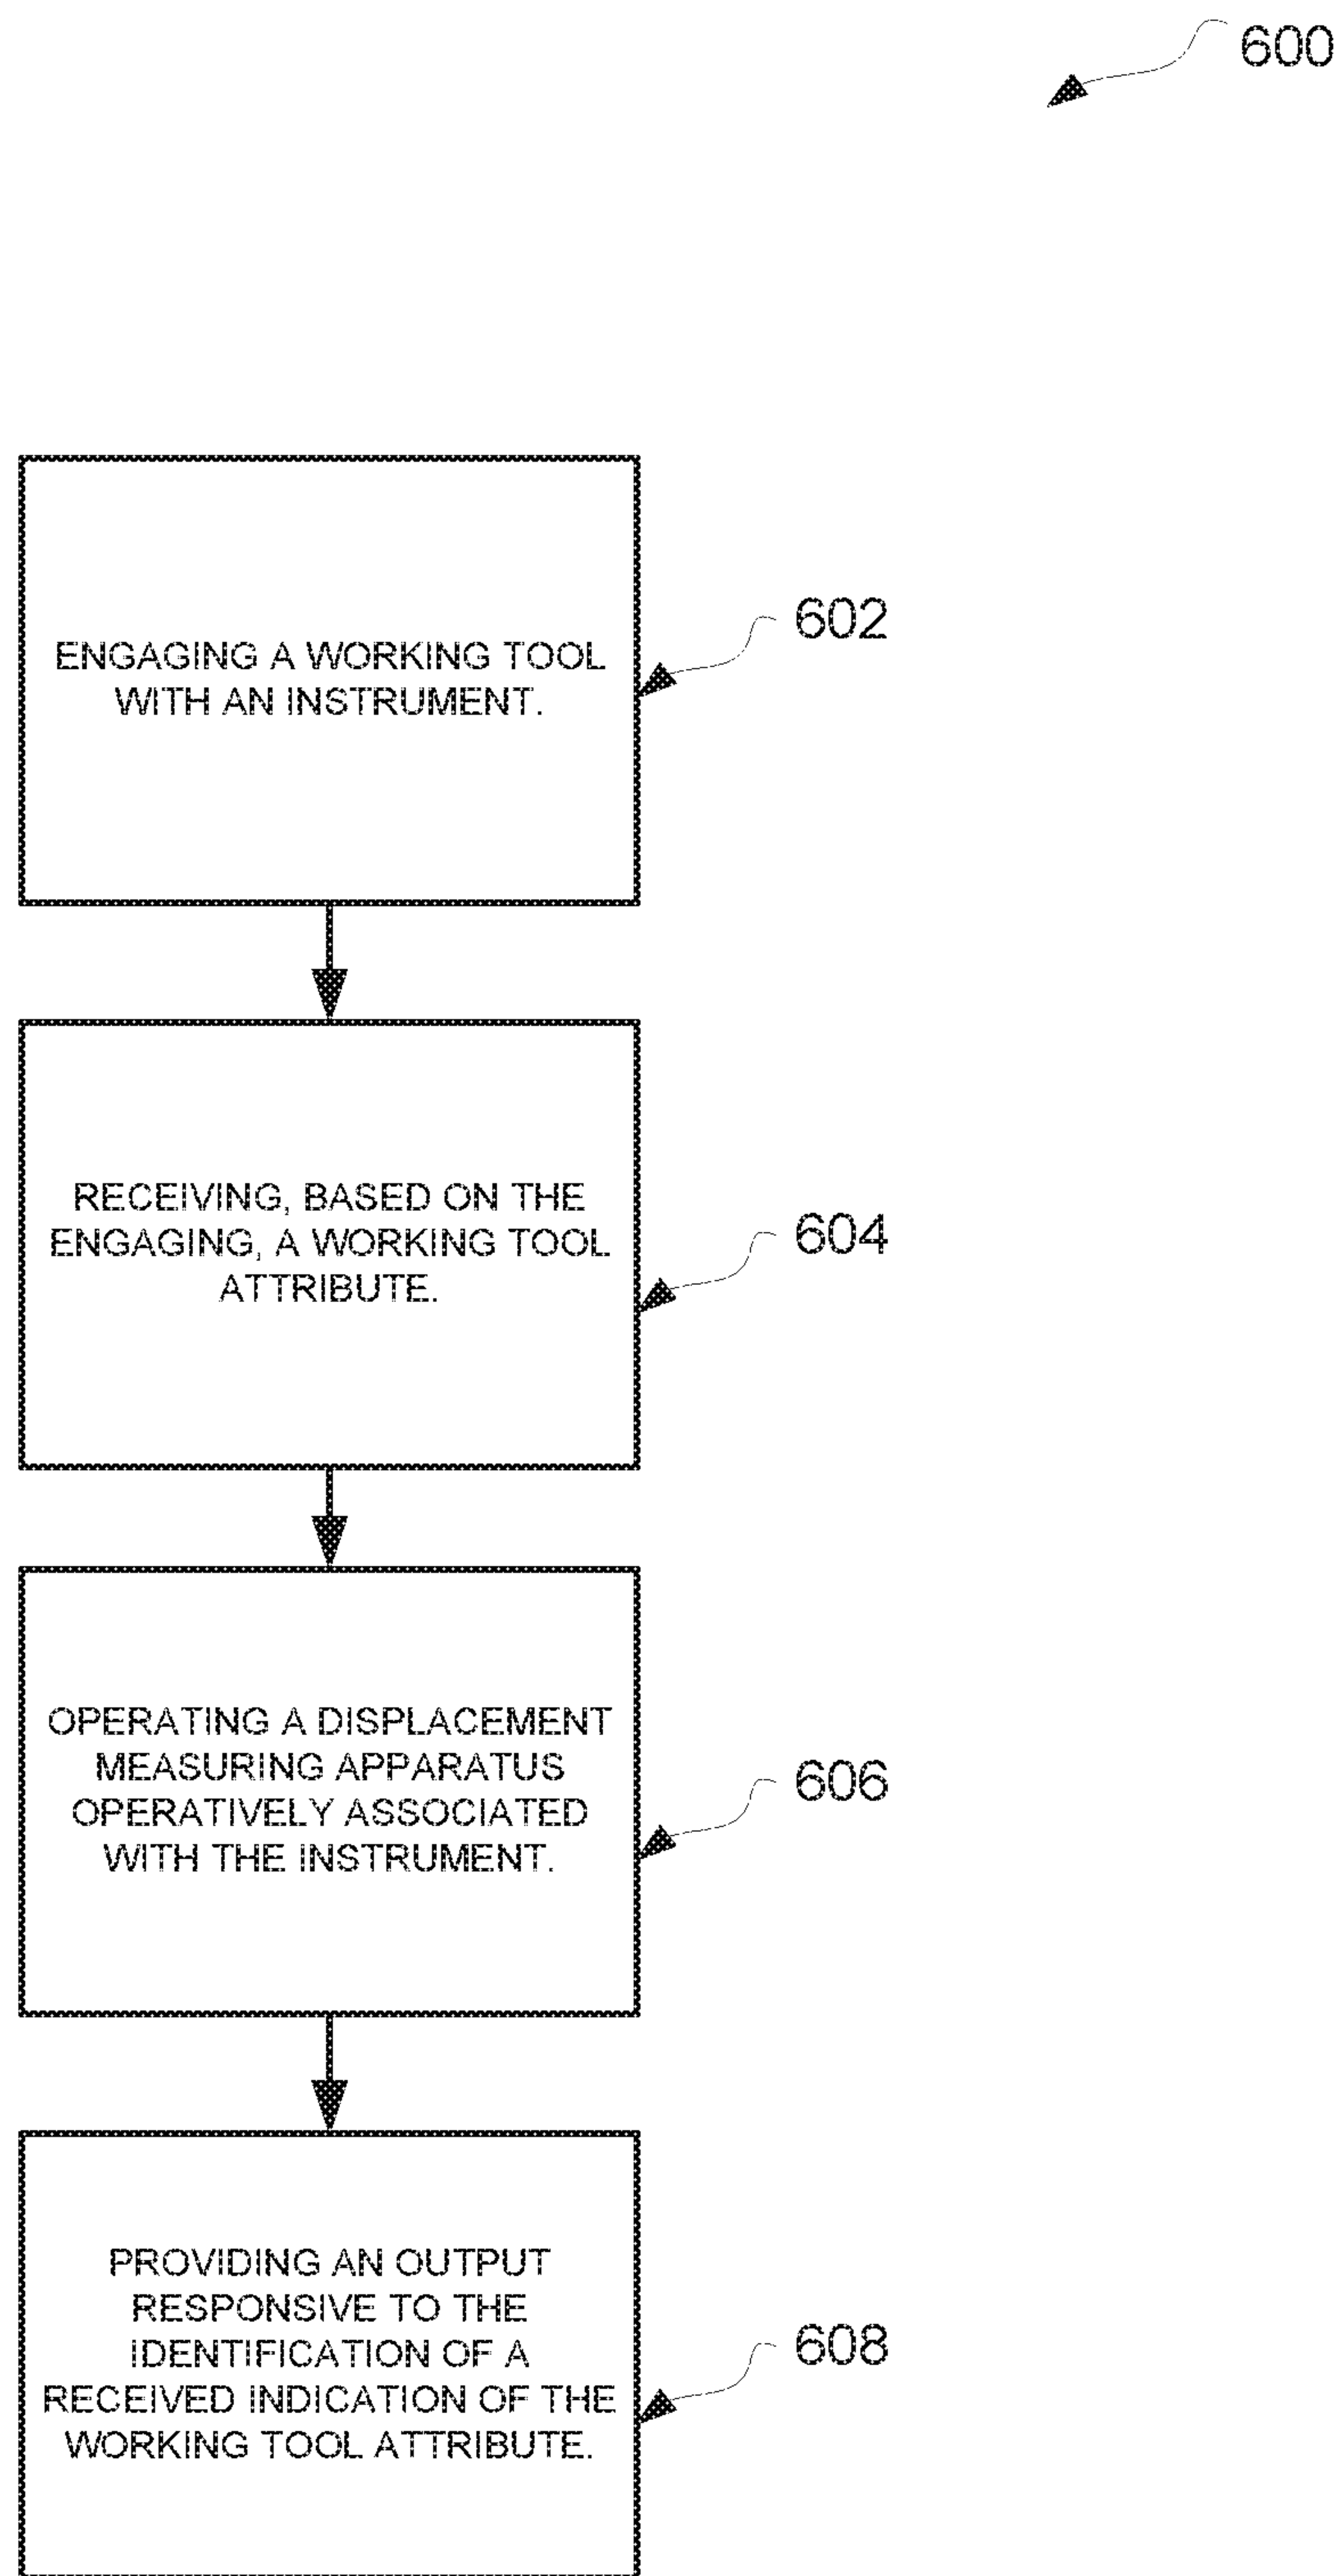 600
ENGAGING A WORKING TOOL
WITH AN INSTRUMENT.
602
RECEIVING, BASED ON THE
ENGAGING, A WORKING TOOL
ATTRIBUTE.
604
OPERATING A DISPLACEMENT
MEASURING APPARATUS
OPERATIVELY ASSOCIATED
WITH THE INSTRUMENT.
606
PROVIDING AN OUTPUT
RESPONSIVE TO THE
IDENTIFICATION OF A
RECEIVED INDICATION OF THE
WORKING TOOL ATTRIBUTE.
608